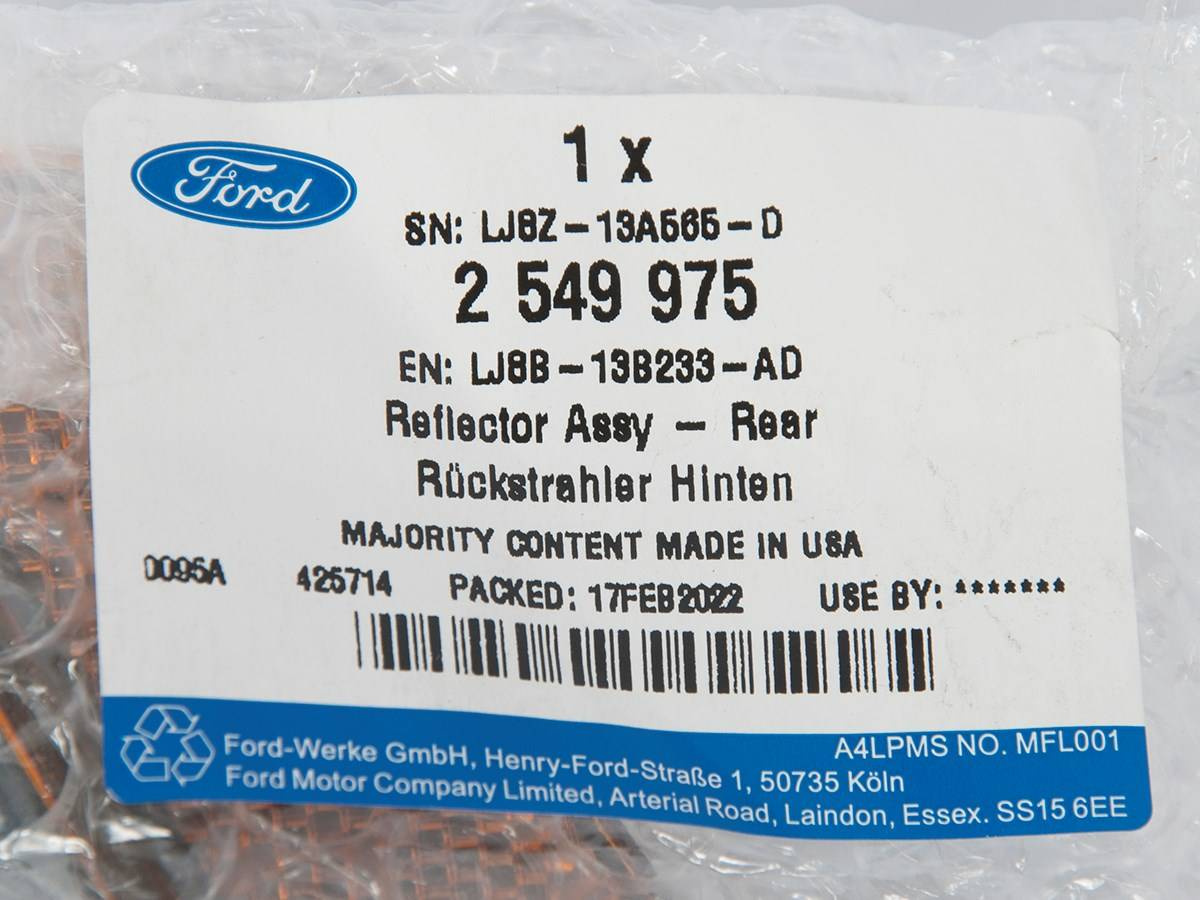 Ford
1 x
SN: LJ8Z-13A565-D
2 549 975
EN: LJ8B-13B233-AD
Reflector Assy - Rear
Rückstrahler Hinten
MAJORITY CONTENT MADE IN USA
0095A 425714 PACKED: 17FEB2022 USE BY: *******
A4LPMS NO. MFL001
Ford-Werke GmbH, Henry-Ford-Straße 1, 50735 Köln
Ford Motor Company Limited, Arterial Road, Laindon, Essex. SS15 6EE